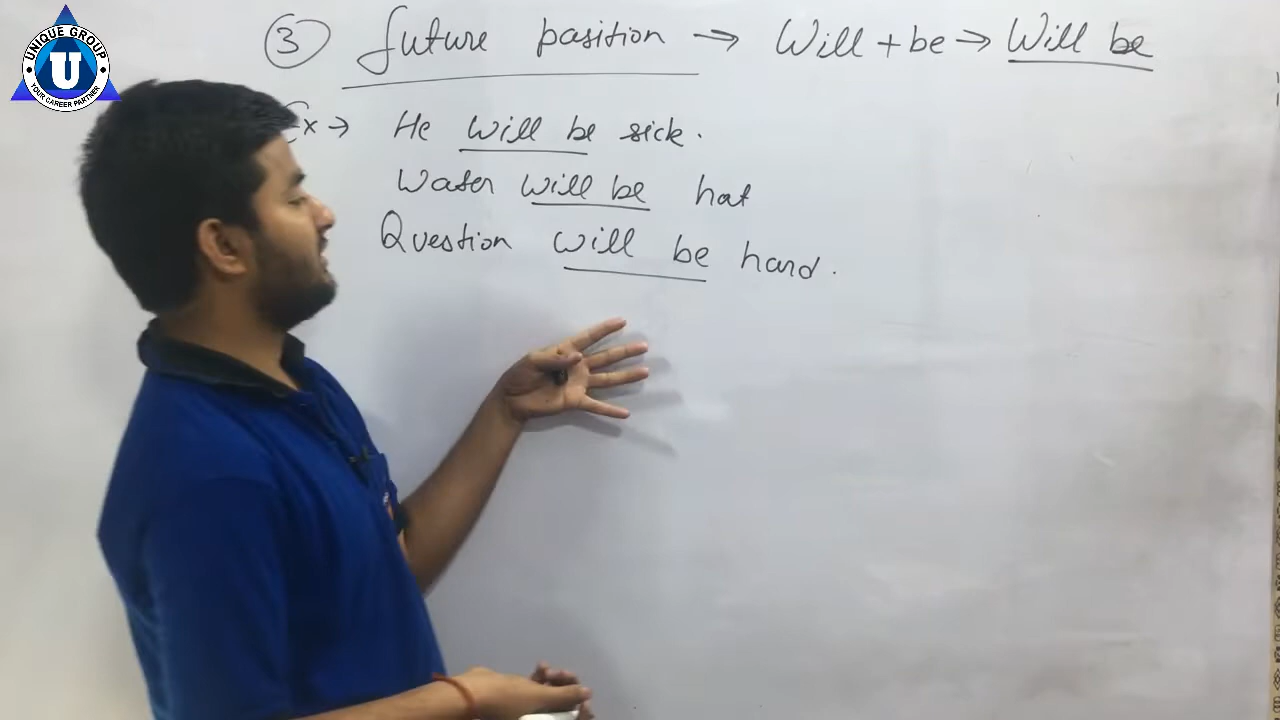 UNIQUE GROUP
U
YOUR CAREER PARTNER
③ future position → Will + be → Will be
Ex → He will be sick.
Water will be hot
Question will be hard.